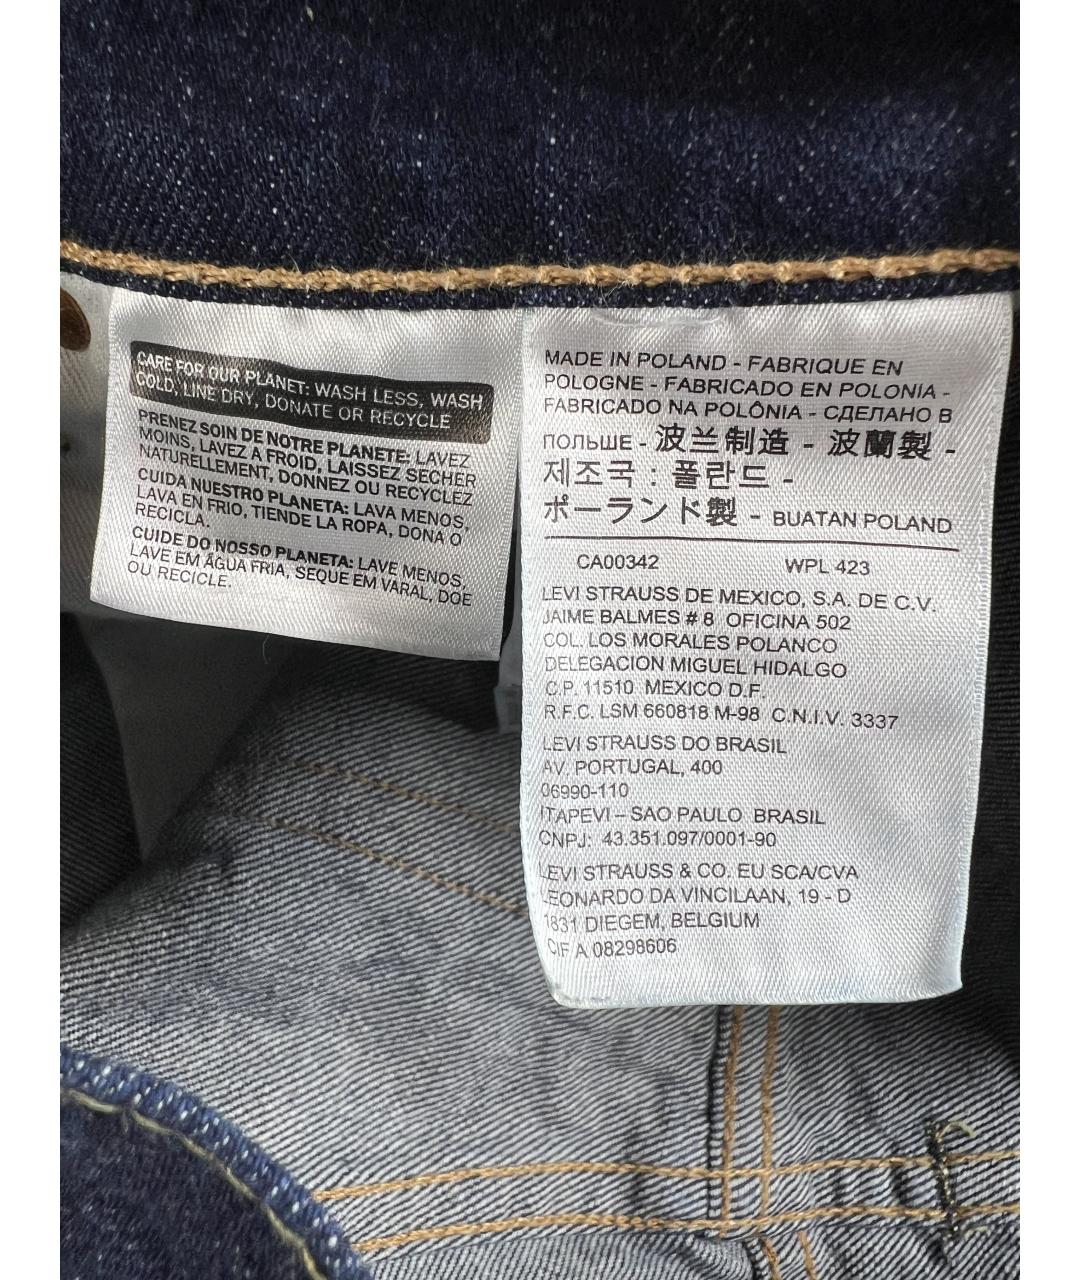 CARE FOR OUR PLANET: WASH LESS, WASH
COLD, LINE DRY, DONATE OR RECYCLE
PRENEZ SOIN DE NOTRE PLANETE: LAVEZ
MOINS, LAVEZ A FROID, LAISSEZ SECHER
NATURELLEMENT, DONNEZ OU RECYCLEZ
CUIDA NUESTRO PLANETA: LAVA MENOS,
LAVA EN FRIO, TIENDE LA ROPA, DONA O
RECICLA.
CUIDE DO NOSSO PLANETA: LAVE MENOS,
LAVE EM ÁGUA FRIA, SEQUE EM VARAL, DOE
OU RECICLE.
MADE IN POLAND - FABRIQUE EN
POLOGNE - FABRICADO EN POLONIA -
FABRICADO NA POLÔNIA - СДЕЛАНО В
ПОЛЬШЕ - 波兰制造 - 波蘭製 -
제조국 : 폴란드 -
ポーランド製 - BUATAN POLAND
CA00342 WPL 423
LEVI STRAUSS DE MEXICO, S.A. DE C.V.
JAIME BALMES # 8 OFICINA 502
COL. LOS MORALES POLANCO
DELEGACION MIGUEL HIDALGO
C.P. 11510 MEXICO D.F.
R.F.C. LSM 660818 M-98 C.N.I.V. 3337
LEVI STRAUSS DO BRASIL
AV. PORTUGAL, 400
06990-110
ITAPEVI – SAO PAULO BRASIL
CNPJ: 43.351.097/0001-90
LEVI STRAUSS & CO. EU SCA/CVA
LEONARDO DA VINCILAAN, 19 - D
1831 DIEGEM, BELGIUM
CIF A 08298606